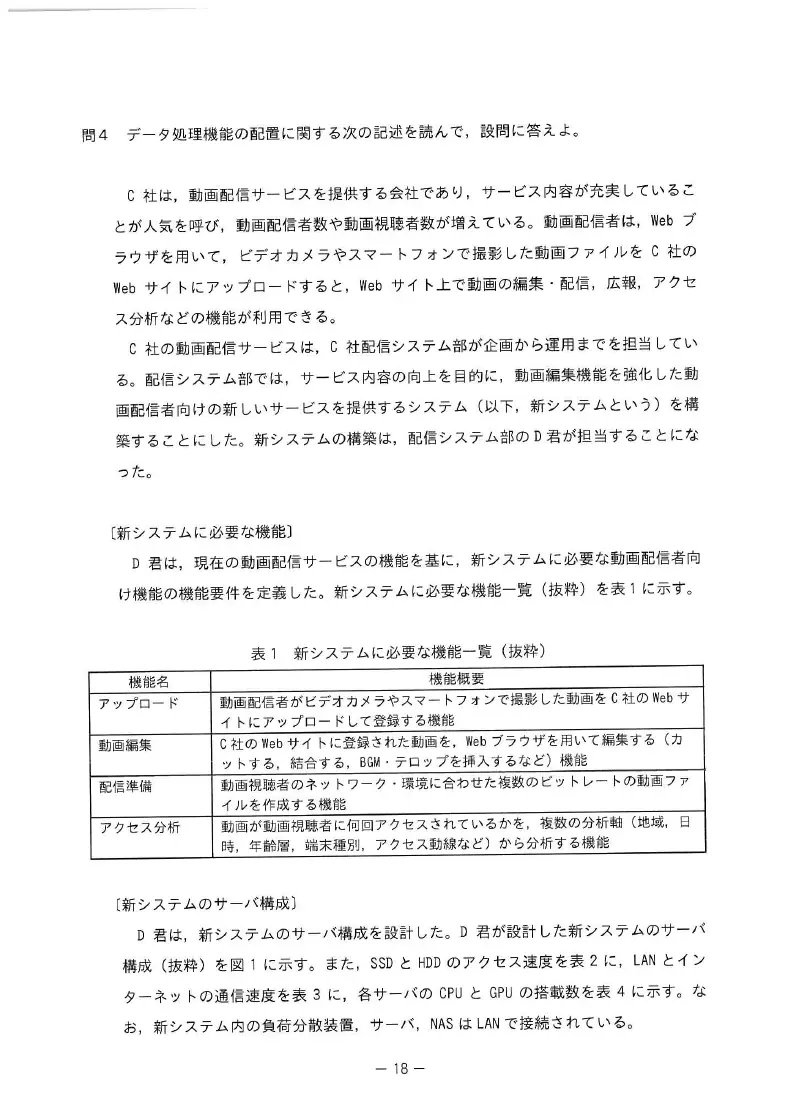 問4 データ処理機能の配置に関する次の記述を読んで，設問に答えよ。
C 社は，動画配信サービスを提供する会社であり，サービス内容が充実しているこ
とが人気を呼び，動画配信者数や動画視聴者数が増えている。動画配信者は，Web ブ
ラウザを用いて，ビデオカメラやスマートフォンで撮影した動画ファイルを C 社の
Web サイトにアップロードすると，Web サイト上で動画の編集・配信，広報，アクセ
ス分析などの機能が利用できる。
C 社の動画配信サービスは，C 社配信システム部が企画から運用までを担当してい
る。配信システム部では，サービス内容の向上を目的に，動画編集機能を強化した動
画配信者向けの新しいサービスを提供するシステム（以下，新システムという）を構
築することにした。新システムの構築は，配信システム部の D 君が担当することにな
った。
〔新システムに必要な機能〕
D 君は，現在の動画配信サービスの機能を基に，新システムに必要な動画配信者向
け機能の機能要件を定義した。新システムに必要な機能一覧（抜粋）を表1に示す。
表1 新システムに必要な機能一覧（抜粋）
機能名 機能概要
アップロード 動画配信者がビデオカメラやスマートフォンで撮影した動画を C 社の Web サ
イトにアップロードして登録する機能
動画編集 C 社の Web サイトに登録された動画を，Web ブラウザを用いて編集する（カ
ットする，結合する，BGM・テロップを挿入するなど）機能
配信準備 動画視聴者のネットワーク・環境に合わせた複数のビットレートの動画ファ
イルを作成する機能
アクセス分析 動画が動画視聴者に何回アクセスされているかを，複数の分析軸（地域，日
時，年齢層，端末種別，アクセス動線など）から分析する機能
〔新システムのサーバ構成〕
D 君は，新システムのサーバ構成を設計した。D 君が設計した新システムのサーバ
構成（抜粋）を図 1 に示す。また，SSD と HDD のアクセス速度を表 2 に，LAN とイン
ターネットの通信速度を表 3 に，各サーバの CPU と GPU の搭載数を表 4 に示す。な
お，新システム内の負荷分散装置，サーバ，NAS は LAN で接続されている。
－ 18 －